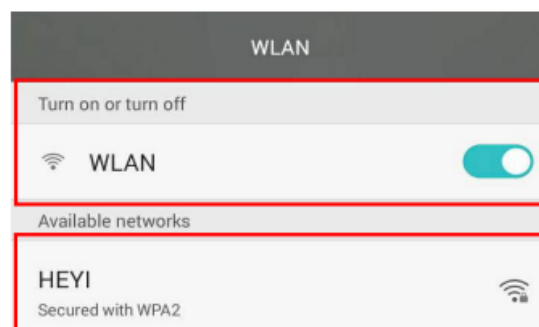 WLAN
Turn on or turn off
WLAN
Available networks
HEYI
Secured with WPA2